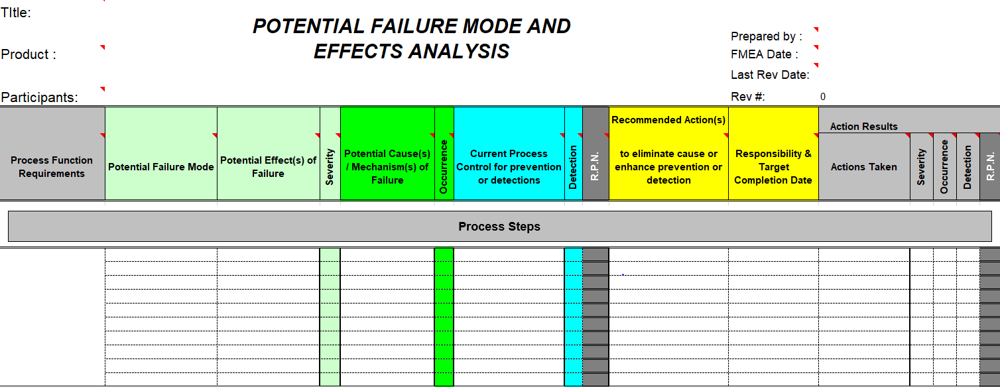 TItle:
POTENTIAL FAILURE MODE AND
EFFECTS ANALYSIS
Prepared by :
Product :
FMEA Date :
Last Rev Date:
Participants:
Rev #:
0
Process Function
Requirements
Potential Failure Mode
Potential Effect(s) of
Failure
Severity
Potential Cause(s)
/ Mechanism(s) of
Failure
Occurrence
Current Process
Control for prevention
or detections
Detection
R.P.N.
Recommended Action(s)
to eliminate cause or
enhance prevention or
detection
Responsibility &
Target
Completion Date
Action Results
Actions Taken
Severity
Occurrence
Detection
R.P.N.
Process Steps